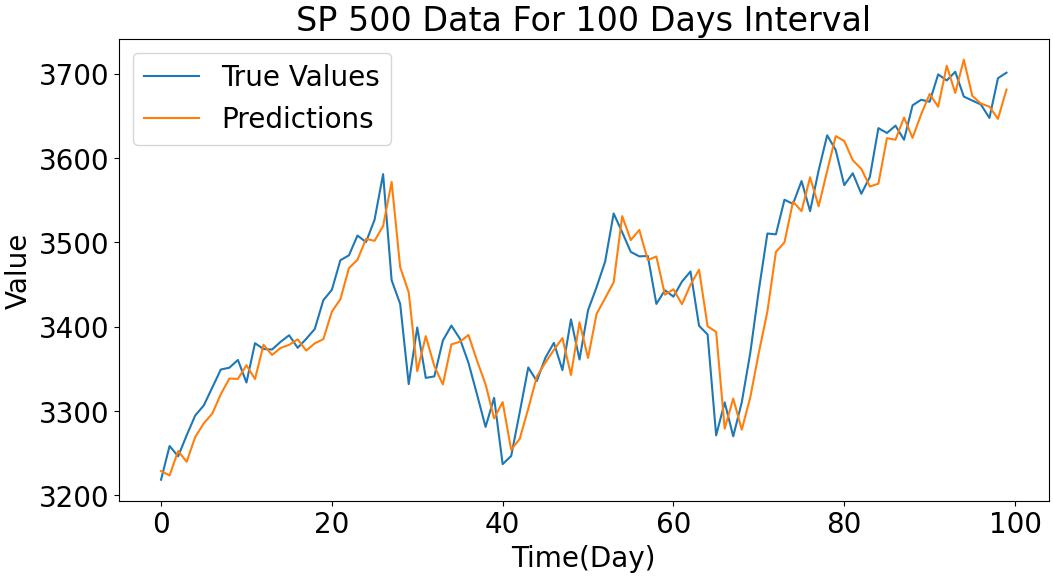 SP 500 Data For 100 Days Interval
True Values
Predictions
3700
3600
3500
3400
3300
3200
Value
0 20 40 60 80 100
Time(Day)